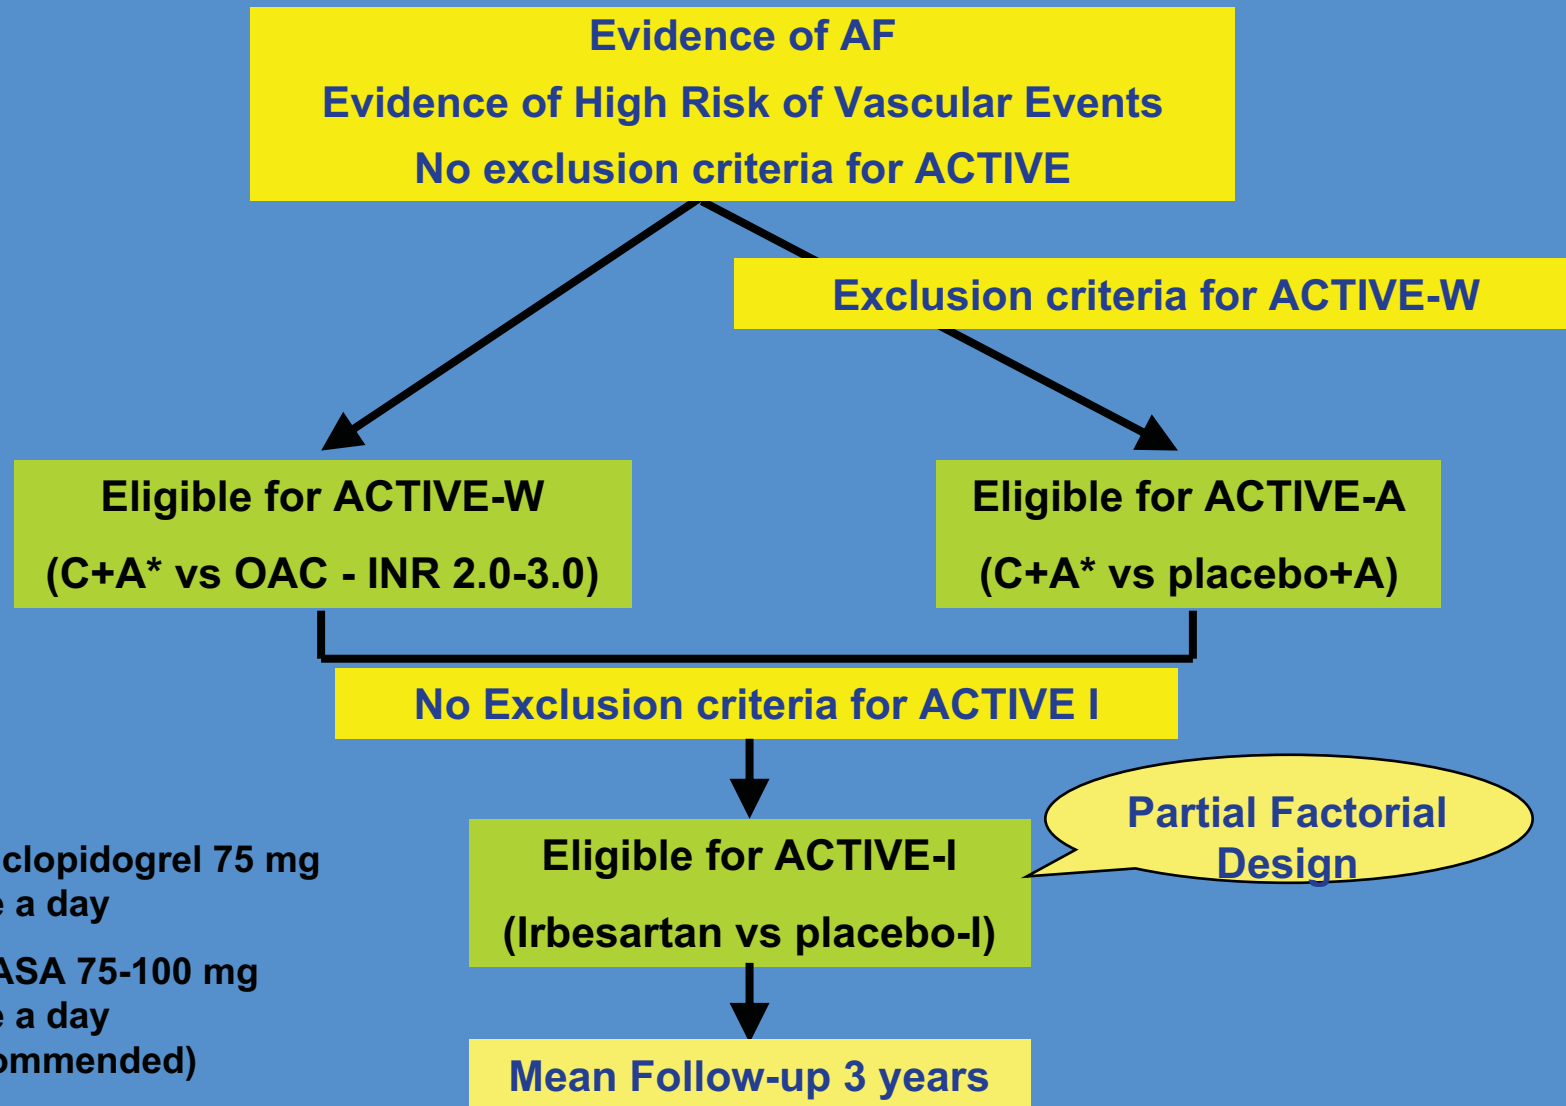 Evidence of AF
Evidence of High Risk of Vascular Events
No exclusion criteria for ACTIVE
Exclusion criteria for ACTIVE-W
Eligible for ACTIVE-W
(C+A* vs OAC - INR 2.0-3.0)
Eligible for ACTIVE-A
(C+A* vs placebo+A)
No Exclusion criteria for ACTIVE I
Partial Factorial
Design
Eligible for ACTIVE-I
(Irbesartan vs placebo-I)
clopidogrel 75 mg
a day
ASA 75-100 mg
a day
Mean Follow-up 3 years